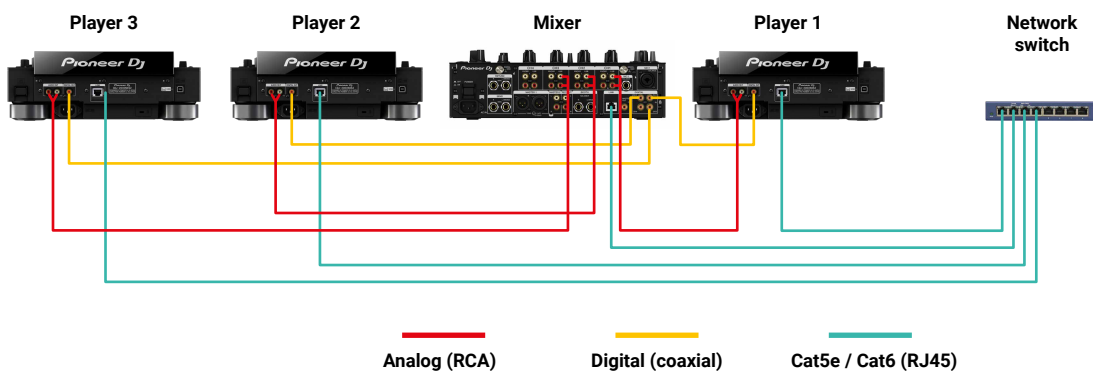 Player 3
Player 2
Mixer
Player 1
Network
switch
Pioneer Dj
Pioneer Dj
Pioneer Dj
Pioneer Dj
Analog (RCA)
Digital (coaxial)
Cat5e / Cat6 (RJ45)